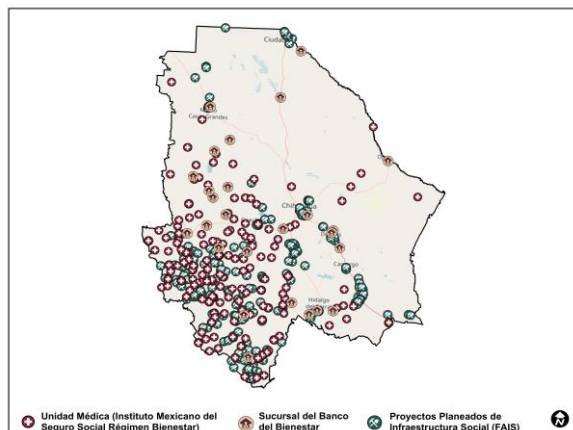 Chihuahua
Hidalgo
Unidad Médica (Instituto Mexicano del
Seguro Social Régimen Bienestar)
Sucursal del Banco
del Bienestar
Proyectos Planeados de
Infraestructura Social (FAIS)